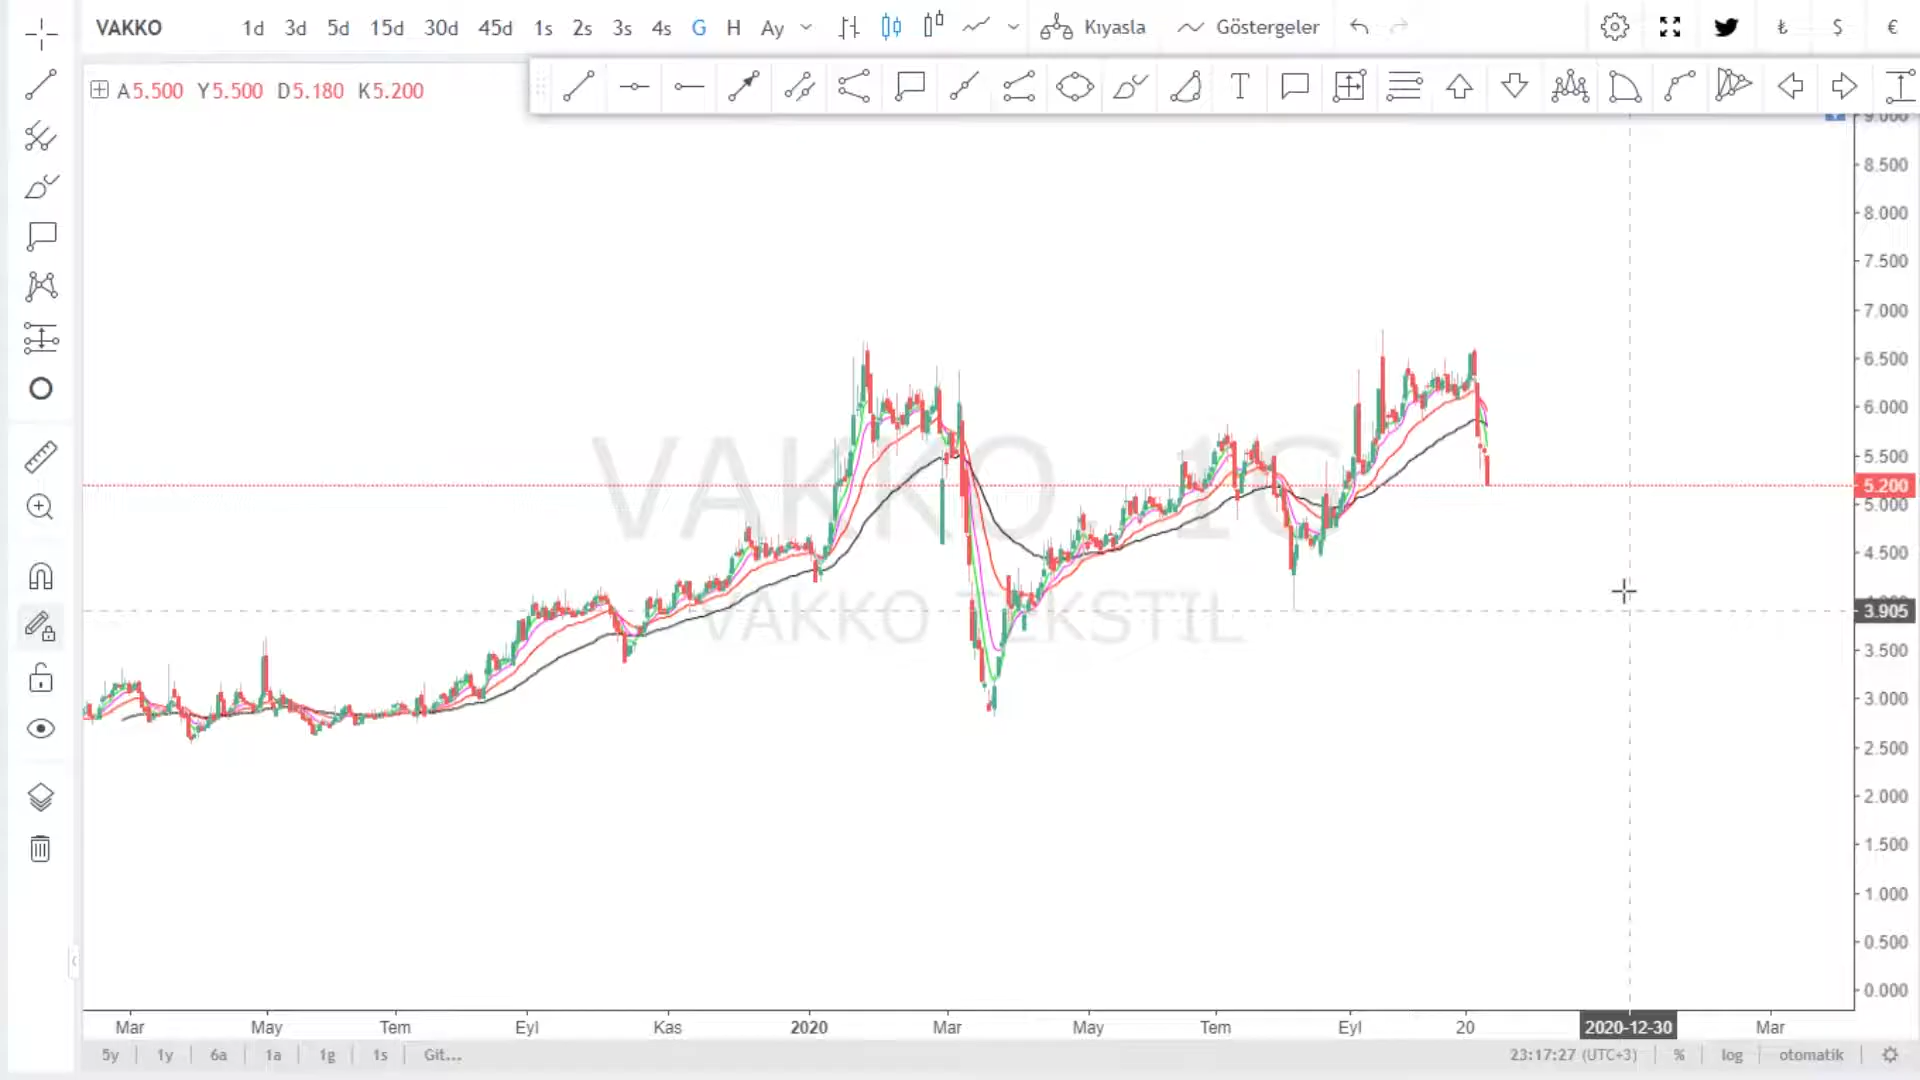 VAKKO 1d 3d 5d 15d 30d 45d 1s 2s 3s 4s G H Ay Kıyasla Göstergeler ₺ $ €
A5.500 Y5.500 D5.180 K5.200
T
9.000
8.500
8.000
7.500
7.000
6.500
6.000
5.500
5.200
5.000
4.500
3.905
3.500
3.000
2.500
2.000
1.500
1.000
0.500
0.000
VAKKO, 1G
VAKKO TEKSTİL
Mar May Tem Eyl Kas 2020 Mar May Tem Eyl 20 2020-12-30 Mar
5y 1y 6a 1a 1g 1s Git... 23:17:27 (UTC+3) % log otomatik